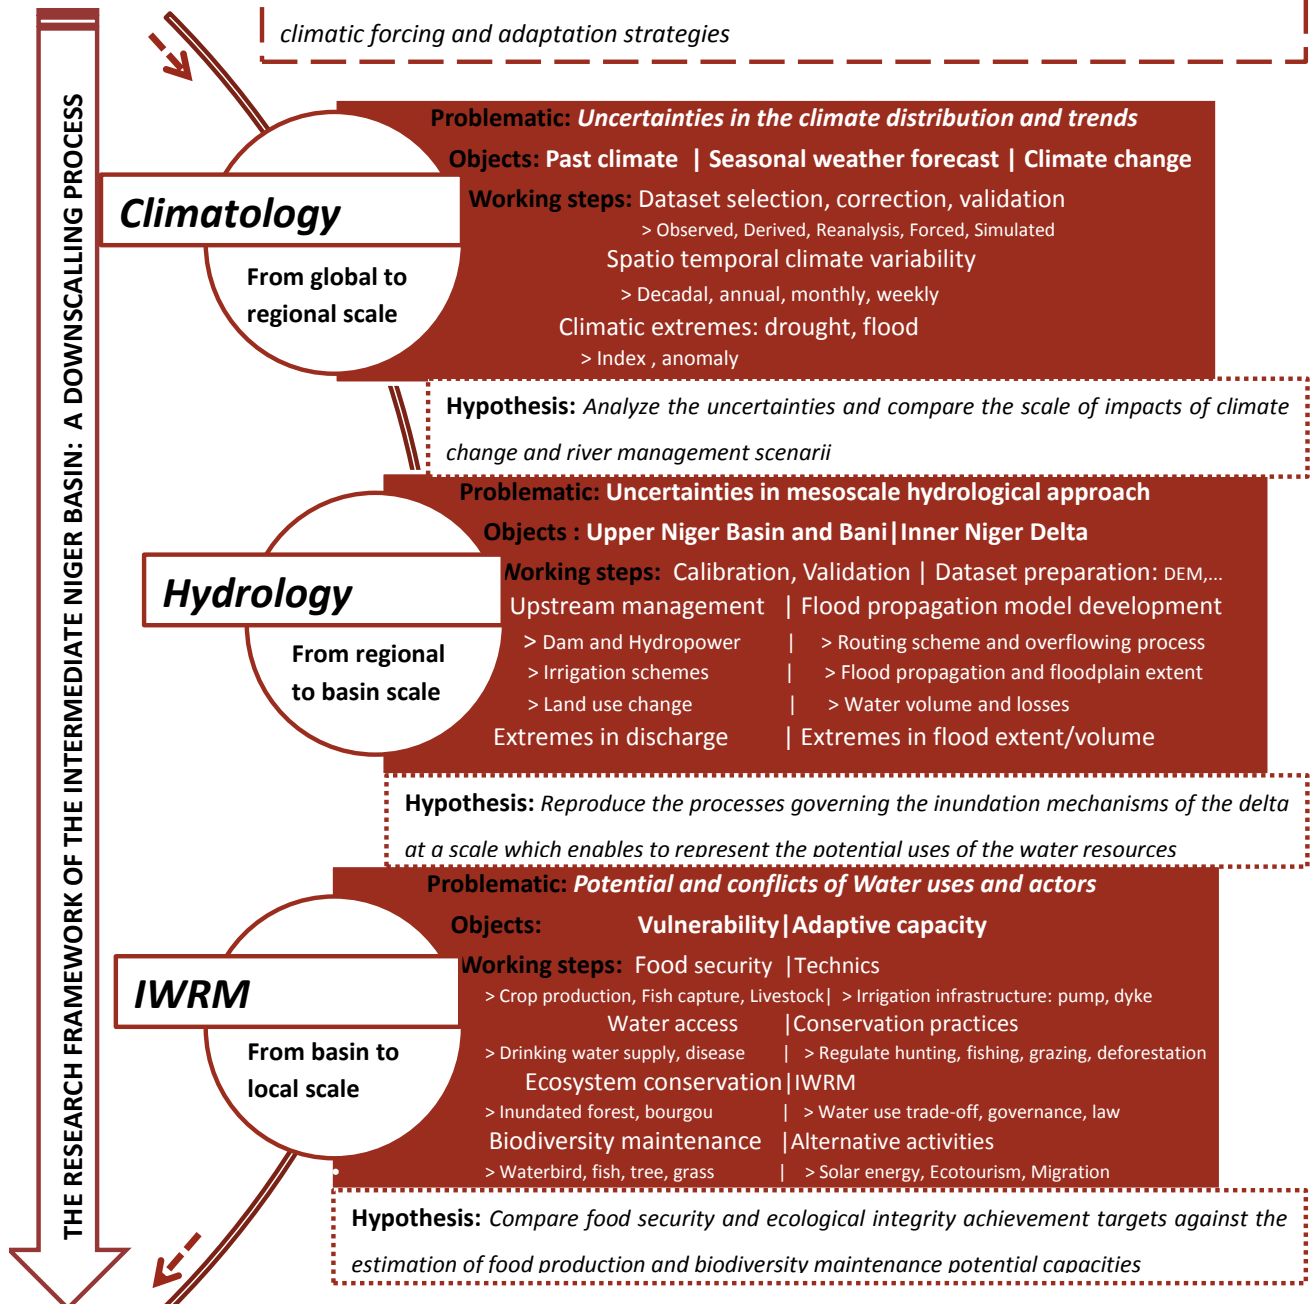 climatic forcing and adaptation strategies
THE RESEARCH FRAMEWORK OF THE INTERMEDIATE NIGER BASIN: A DOWNSCALLING PROCESS
Climatology
From global to
regional scale
Problematic: Uncertainties in the climate distribution and trends
Objects: Past climate | Seasonal weather forecast | Climate change
Working steps: Dataset selection, correction, validation
> Observed, Derived, Reanalysis, Forced, Simulated
Spatio temporal climate variability
> Decadal, annual, monthly, weekly
Climatic extremes: drought, flood
> Index , anomaly
Hypothesis: Analyze the uncertainties and compare the scale of impacts of climate
change and river management scenarii
Hydrology
From regional
to basin scale
Problematic: Uncertainties in mesoscale hydrological approach
Objects : Upper Niger Basin and Bani|Inner Niger Delta
Working steps: Calibration, Validation | Dataset preparation: DEM,...
Upstream management | Flood propagation model development
> Dam and Hydropower | > Routing scheme and overflowing process
> Irrigation schemes | > Flood propagation and floodplain extent
> Land use change | > Water volume and losses
Extremes in discharge | Extremes in flood extent/volume
Hypothesis: Reproduce the processes governing the inundation mechanisms of the delta
at a scale which enables to represent the potential uses of the water resources
IWRM
From basin to
local scale
Problematic: Potential and conflicts of Water uses and actors
Objects: Vulnerability|Adaptive capacity
Working steps: Food security |Technics
> Crop production, Fish capture, Livestock| > Irrigation infrastructure: pump, dyke
Water access |Conservation practices
> Drinking water supply, disease | > Regulate hunting, fishing, grazing, deforestation
Ecosystem conservation|IWRM
> Inundated forest, bourgou | > Water use trade-off, governance, law
Biodiversity maintenance |Alternative activities
> Waterbird, fish, tree, grass | > Solar energy, Ecotourism, Migration
Hypothesis: Compare food security and ecological integrity achievement targets against the
estimation of food production and biodiversity maintenance potential capacities